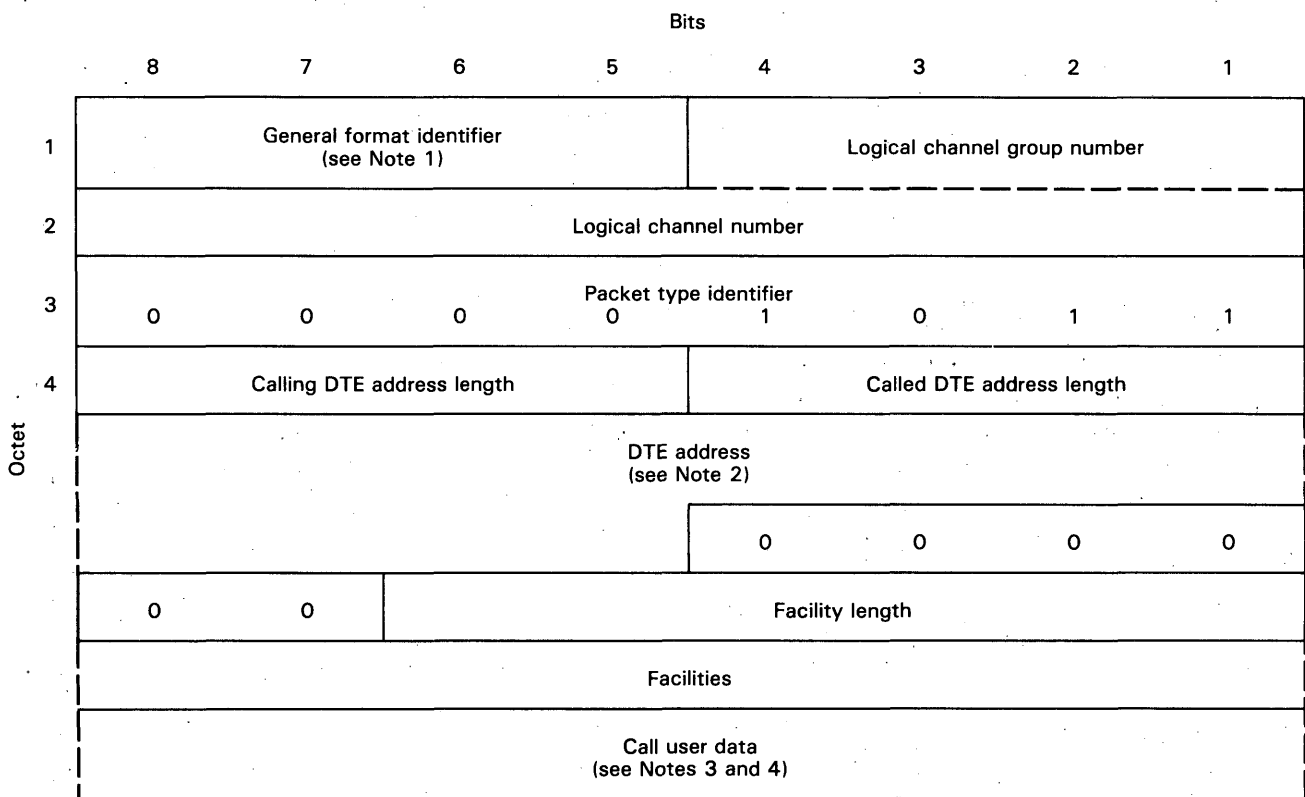 Bits
8 7 6 5 4 3 2 1
1 General format identifier Logical channel group number
(see Note 1)
2 Logical channel number
3 Packet type identifier
0 0 0 0 1 0 1 1
4 Calling DTE address length Called DTE address length
Octet
DTE address
(see Note 2)
0 0 0 0
0 0 Facility length
Facilities
Call user data
(see Notes 3 and 4)